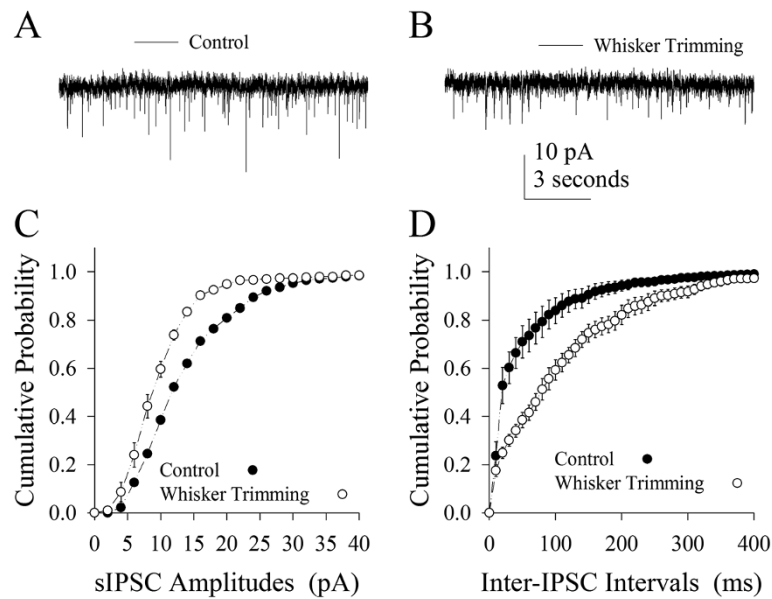 A
Control
B
Whisker Trimming
10 pA
3 seconds
C
Cumulative Probability
1.0
0.8
0.6
0.4
0.2
0.0
Control
Whisker Trimming
0 5 10 15 20 25 30 35 40
sIPSC Amplitudes (pA)
D
Cumulative Probability
1.0
0.8
0.6
0.4
0.2
0.0
Control
Whisker Trimming
0 100 200 300 400
Inter-IPSC Intervals (ms)